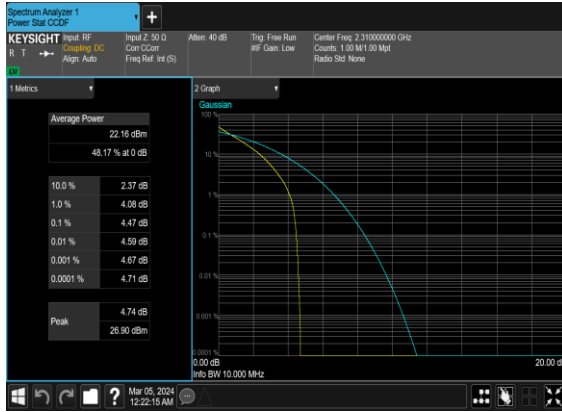 Spectrum Analyzer 1
Power Stat CCDF
+
KEYSIGHT
R T
LU
Input: RF
Coupling: DC
Align: Auto
Input Z: 50 Ω
Corr CCorr
Freq Ref: Int (S)
Atten: 40 dB
Trig: Free Run
#IF Gain: Low
Center Freq: 2.310000000 GHz
Counts: 1.00 M/1.00 Mpt
Radio Std: None
1 Metrics
Average Power
22.16 dBm
48.17 % at 0 dB
10.0 % 2.37 dB
1.0 % 4.08 dB
0.1 % 4.47 dB
0.01 % 4.59 dB
0.001 % 4.67 dB
0.0001 % 4.71 dB
Peak
4.74 dB
26.90 dBm
2 Graph
Gaussian
100 %
10 %
1 %
0.1 %
0.01 %
0.001 %
0.0001 %
0.00 dB
20.00 d
Info BW 10.000 MHz
?
Mar 05, 2024
12:22:15 AM